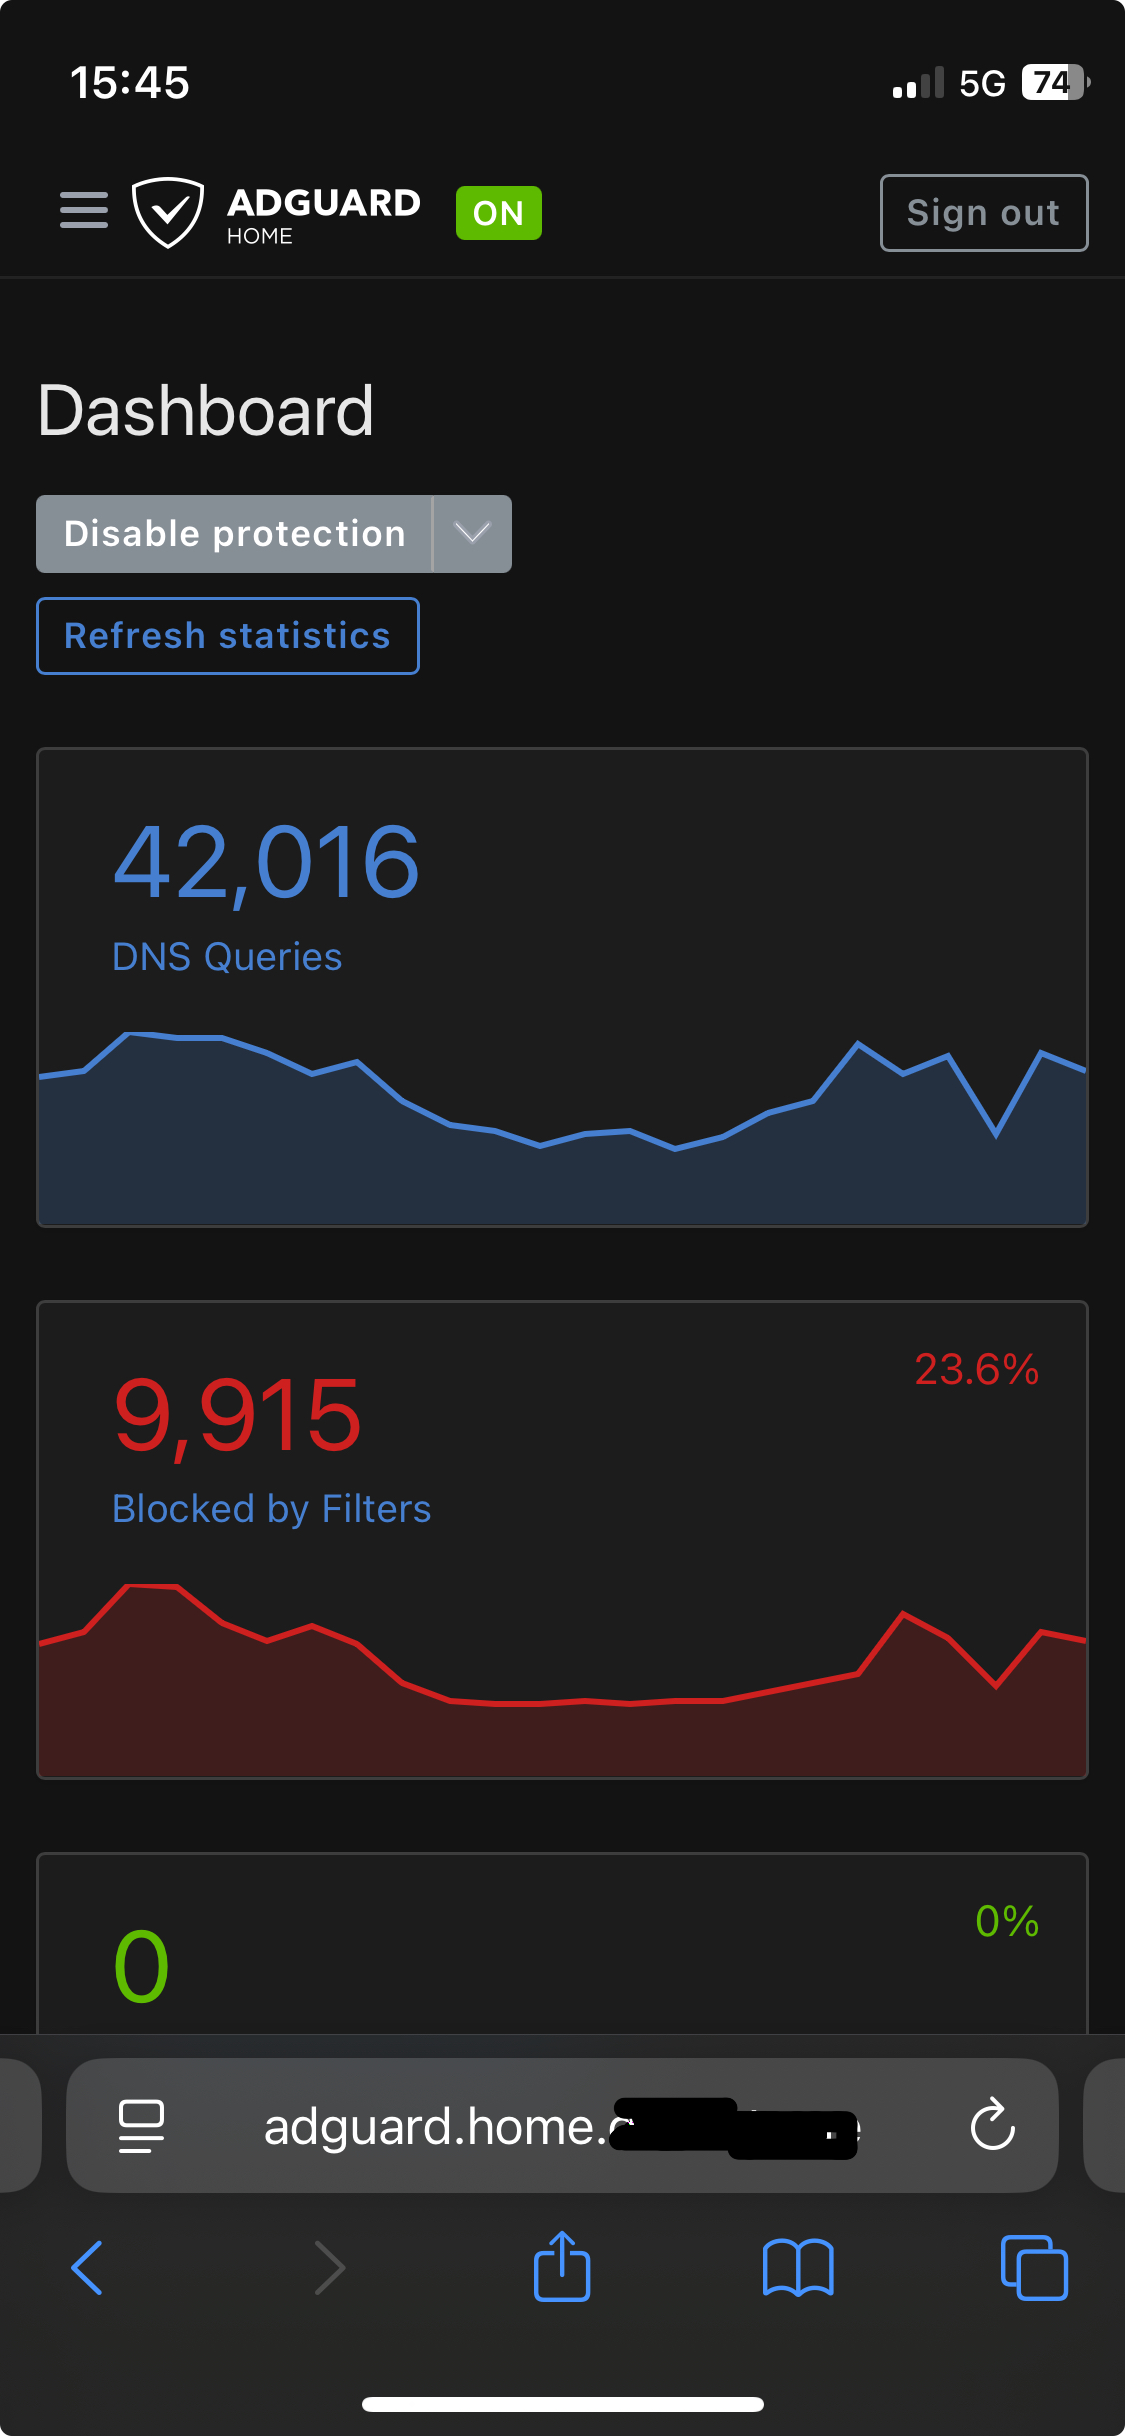 15:45
5G 74
ADGUARD
HOME
ON
Sign out
Dashboard
Disable protection
Refresh statistics
42,016
DNS Queries
23.6%
9,915
Blocked by Filters
0%
0
adguard.home.